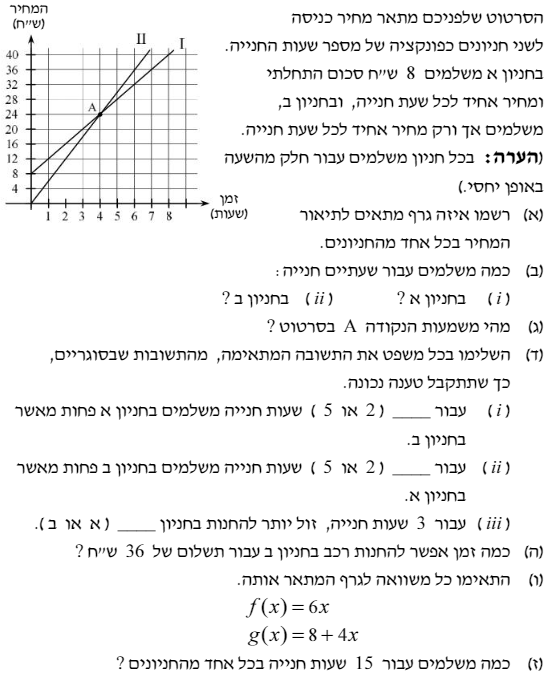 הסרטוט שלפניכם מתאר מחיר כניסה
לשני חניונים כפונקציה של מספר שעות החנייה.
בחניון א משלמים 8 ש״ח סכום התחלתי
ומחיר אחיד לכל שעת חנייה, ובחניון ב,
משלמים אך ורק מחיר אחיד לכל שעת חנייה.
(הערה: בכל חניון משלמים עבור חלק מהשעה
באופן יחסי.)
המחיר
(ש״ח)
II
I
40
36
32
28
24
20
16
12
8
4
A
1 2 3 4 5 6 7 8
זמן
(שעות)
(א) רשמו איזה גרף מתאים לתיאור
המחיר בכל אחד מהחניונים.
(ב) כמה משלמים עבור שעתיים חנייה:
(i) בחניון א? (ii) בחניון ב?
(ג) מהי משמעות הנקודה A בסרטוט?
(ד) השלימו בכל משפט את התשובה המתאימה, מהתשובות שבסוגריים,
כך שתתקבל טענה נכונה.
(i) עבור ____ (2 או 5) שעות חנייה משלמים בחניון א פחות מאשר
בחניון ב.
(ii) עבור ____ (2 או 5) שעות חנייה משלמים בחניון ב פחות מאשר
בחניון א.
(iii) עבור 3 שעות חנייה, זול יותר להחנות בחניון ____ (א או ב).
(ה) כמה זמן אפשר להחנות רכב בחניון ב עבור תשלום של 36 ש״ח?
(ו) התאימו כל משוואה לגרף המתאר אותה.
f(x) = 6x
g(x) = 8 + 4x
(ז) כמה משלמים עבור 15 שעות חנייה בכל אחד מהחניונים?